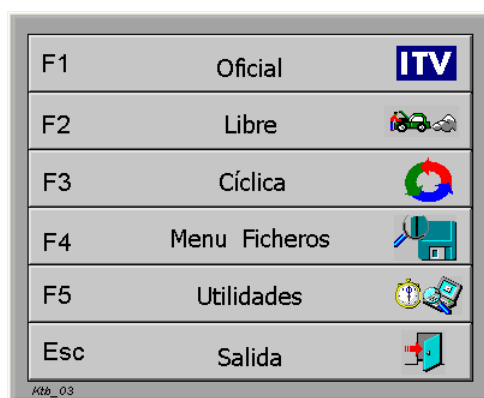 F1 Oficial ITV
F2 Libre
F3 Cíclica
F4 Menu Ficheros
F5 Utilidades
Esc Salida
Ktb_03